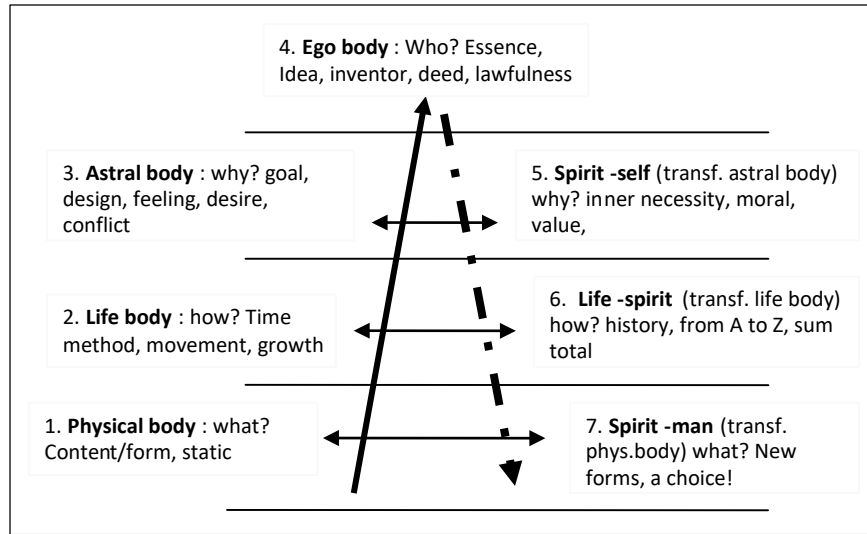 4. Ego body : Who? Essence,
Idea, inventor, deed, lawfulness
3. Astral body : why? goal,
design, feeling, desire,
conflict
5. Spirit -self (transf. astral body)
why? inner necessity, moral,
value,
2. Life body : how? Time
method, movement, growth
6. Life -spirit (transf. life body)
how? history, from A to Z, sum
total
1. Physical body : what?
Content/form, static
7. Spirit -man (transf.
phys.body) what? New
forms, a choice!